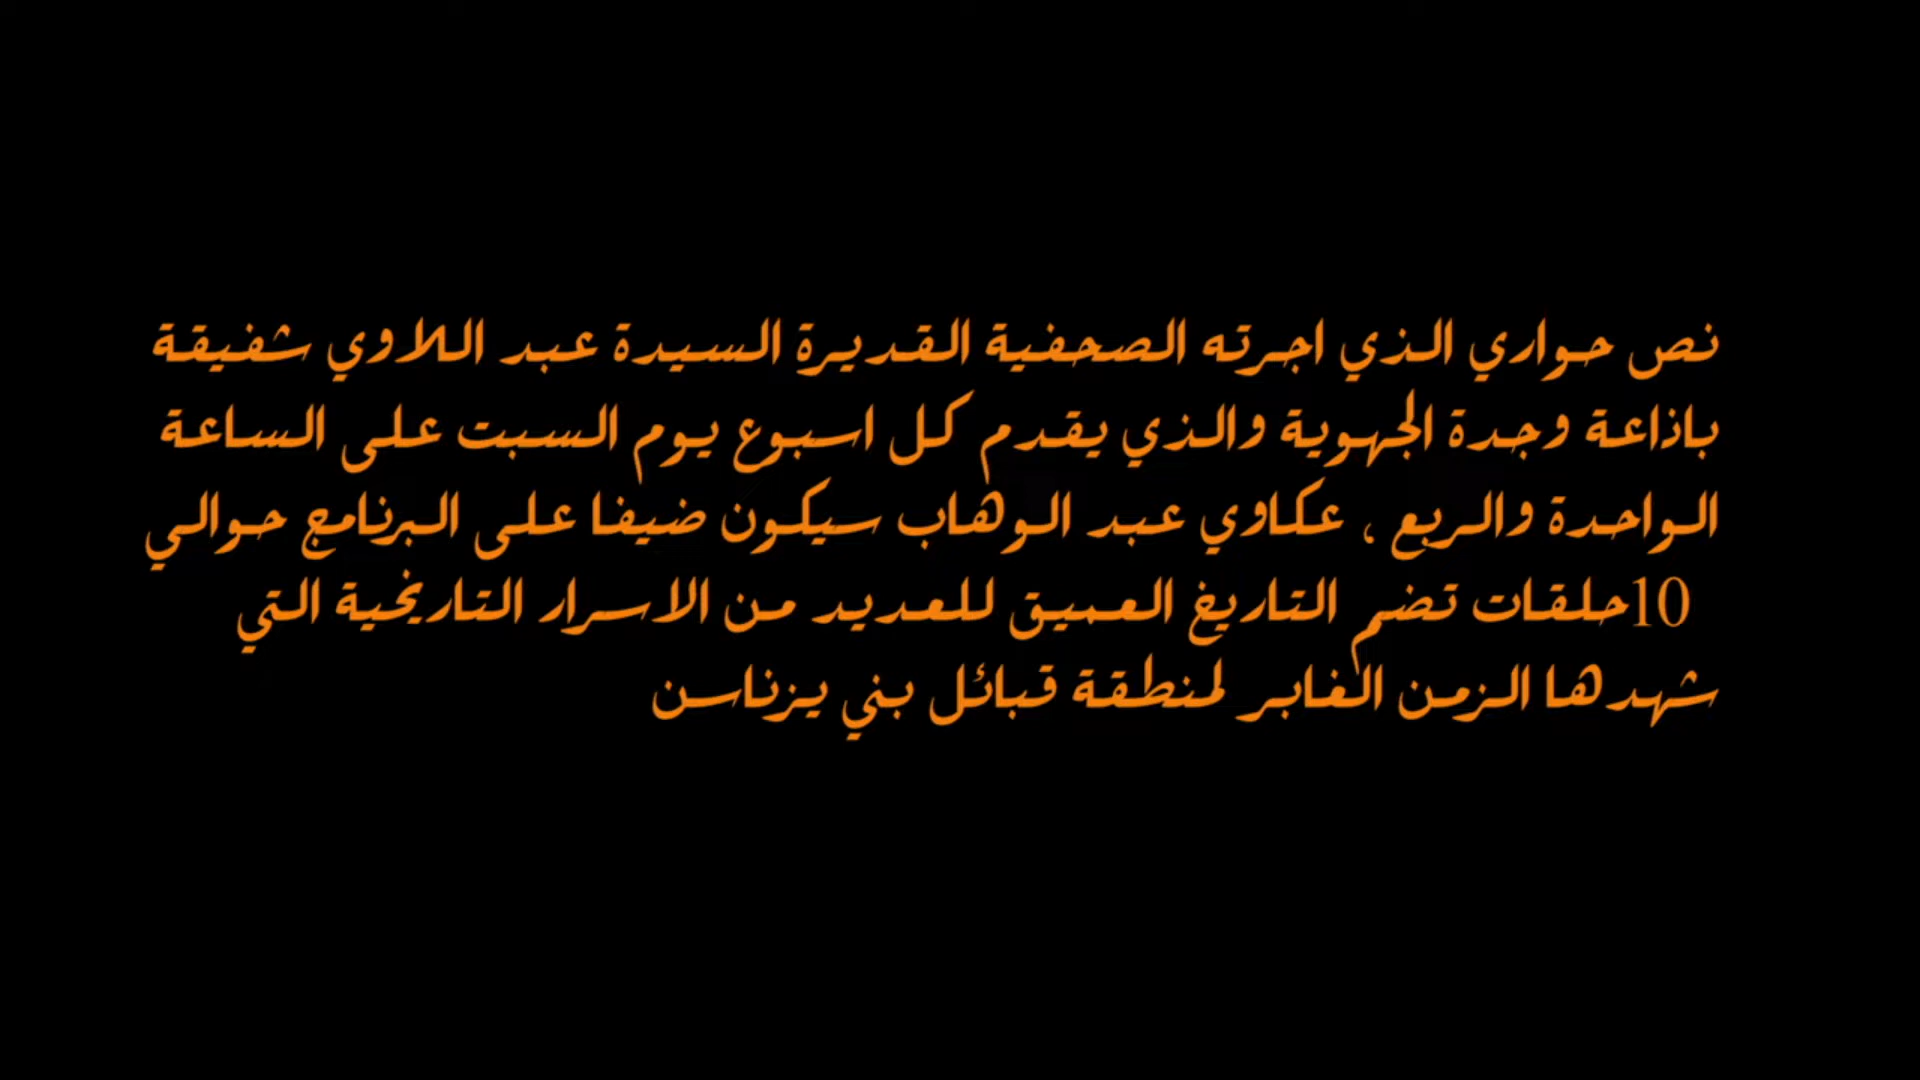 نص حواري الذي اجرته الصحفية القديرة السيدة عبد اللاوي شفيقة
باذاعة وجدة الجهوية والذي يقدم كل اسبوع يوم السبت على الساعة
الواحدة والربع ، عكاوي عبد الوهاب سيكون ضيفا على البرنامج حوالي
10حلقات تضم التاريخ العميق للعديد من الاسرار التاريخية التي
شهدها الزمن الغابر لمنطقة قبائل بني يزناسن